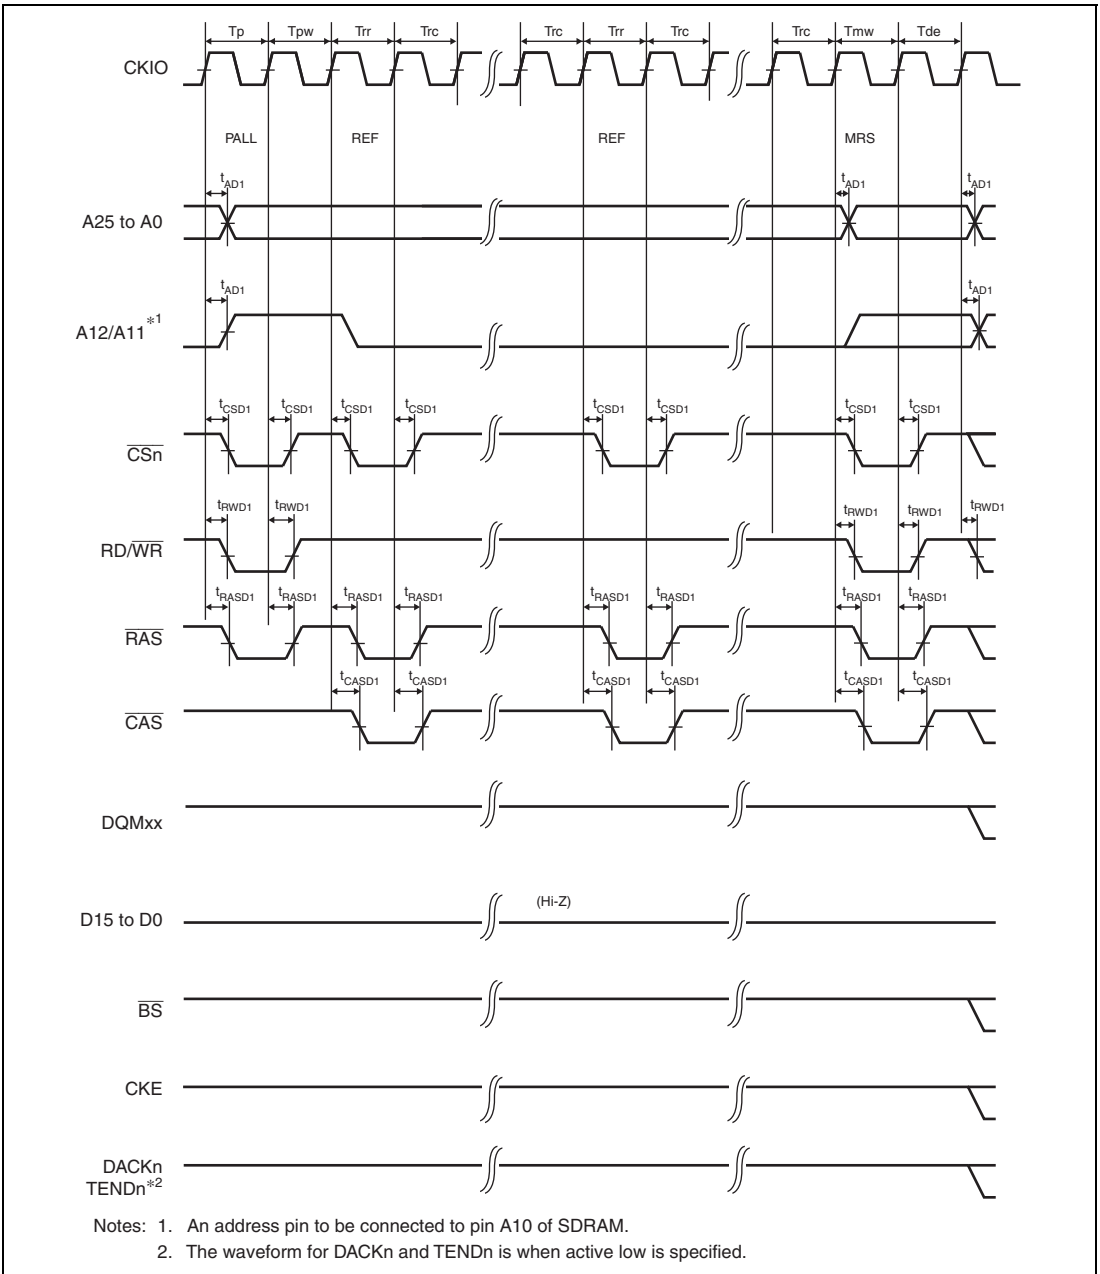 Tp Tpw Trr Trc Trc Trr Trc Trc Tmw Tde
CKIO
PALL REF REF MRS
tAD1 tAD1 tAD1
A25 to A0
tAD1 tAD1
A12/A11*1
tCSD1 tCSD1 tCSD1 tCSD1 tCSD1 tCSD1 tCSD1 tCSD1
CSn
tRWD1 tRWD1 tRWD1 tRWD1 tRWD1
RD/WR
tRASD1 tRASD1 tRASD1 tRASD1 tRASD1 tRASD1 tRASD1 tRASD1
RAS
tCASD1 tCASD1 tCASD1 tCASD1 tCASD1 tCASD1
CAS
DQMxx
(Hi-Z)
D15 to D0
BS
CKE
DACKn
TENDn*2
Notes: 1. An address pin to be connected to pin A10 of SDRAM.
2. The waveform for DACKn and TENDn is when active low is specified.